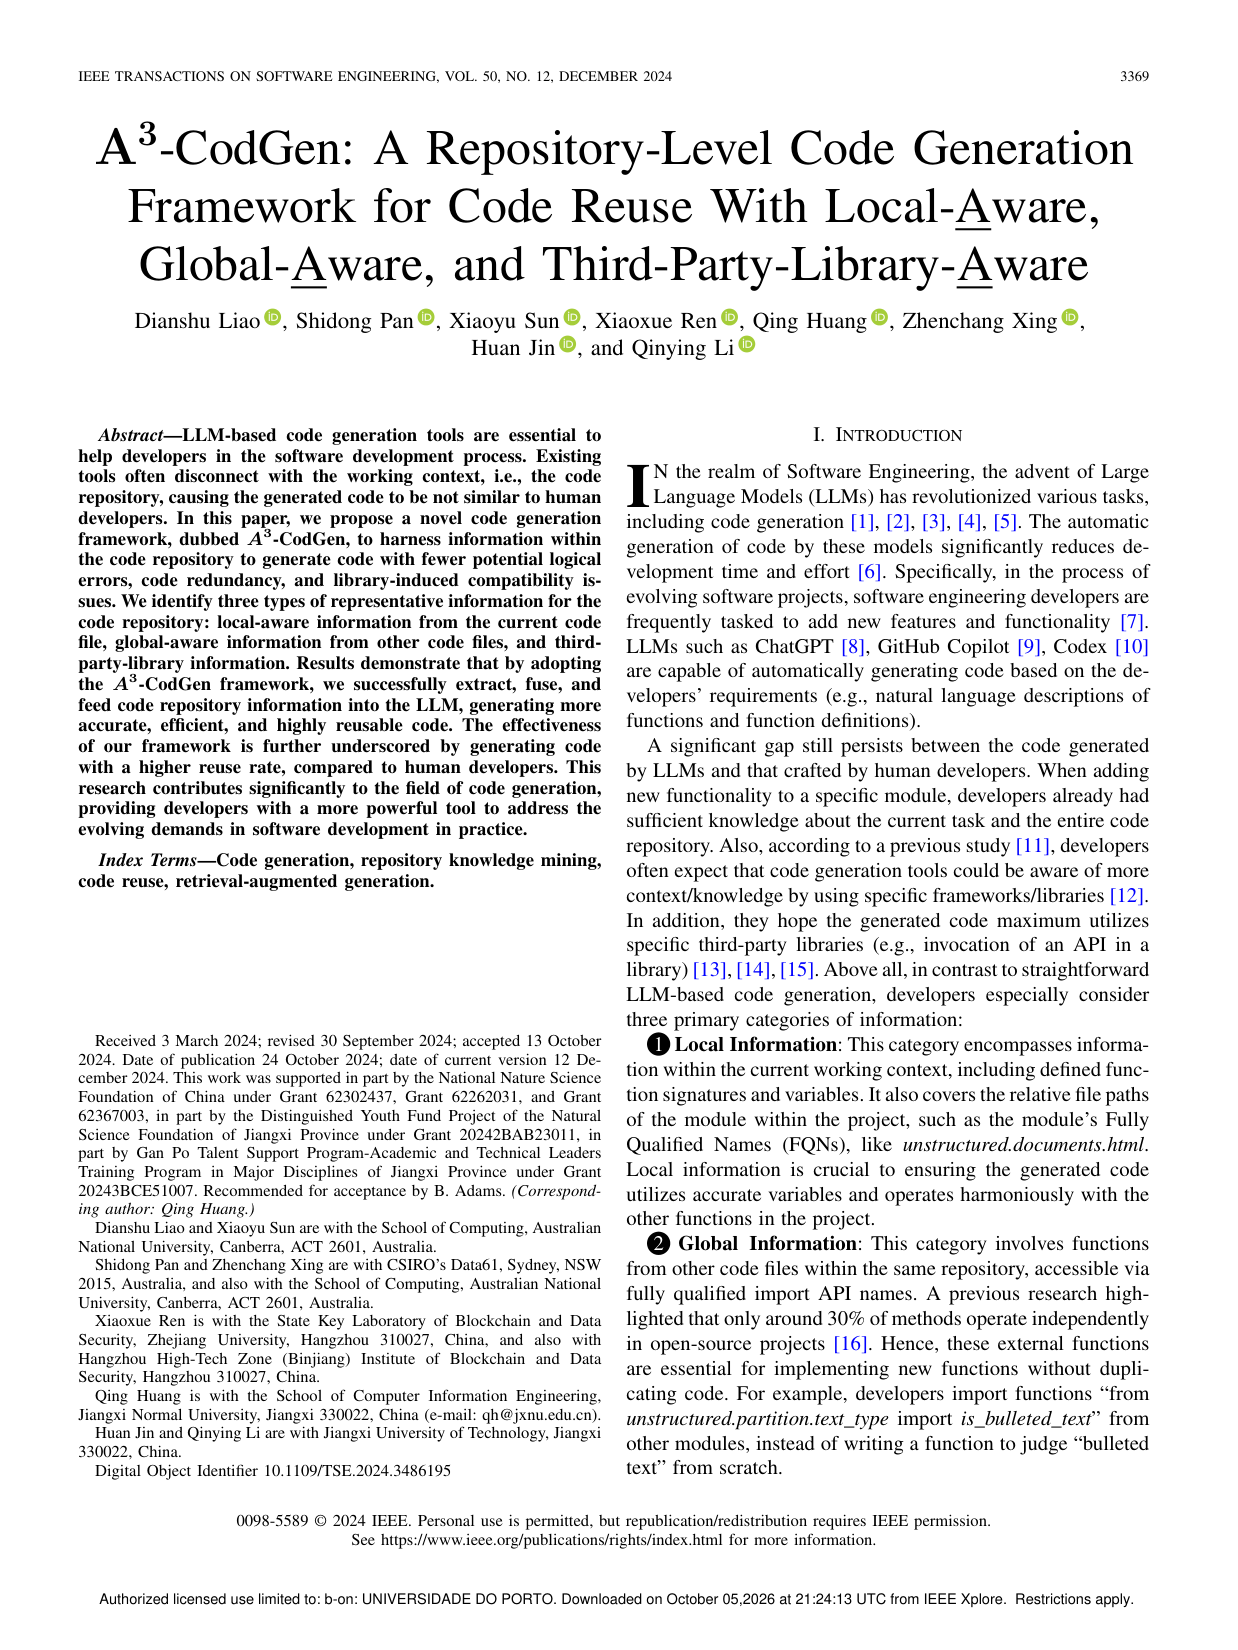 IEEE TRANSACTIONS ON SOFTWARE ENGINEERING, VOL. 50, NO. 12, DECEMBER 2024 3369
A³-CodGen: A Repository-Level Code Generation
Framework for Code Reuse With Local-Aware,
Global-Aware, and Third-Party-Library-Aware
Dianshu Liao, Shidong Pan, Xiaoyu Sun, Xiaoxue Ren, Qing Huang, Zhenchang Xing,
Huan Jin, and Qinying Li
Abstract—LLM-based code generation tools are essential to
help developers in the software development process. Existing
tools often disconnect with the working context, i.e., the code
repository, causing the generated code to be not similar to human
developers. In this paper, we propose a novel code generation
framework, dubbed A³-CodGen, to harness information within
the code repository to generate code with fewer potential logical
errors, code redundancy, and library-induced compatibility is-
sues. We identify three types of representative information for the
code repository: local-aware information from the current code
file, global-aware information from other code files, and third-
party-library information. Results demonstrate that by adopting
the A³-CodGen framework, we successfully extract, fuse, and
feed code repository information into the LLM, generating more
accurate, efficient, and highly reusable code. The effectiveness
of our framework is further underscored by generating code
with a higher reuse rate, compared to human developers. This
research contributes significantly to the field of code generation,
providing developers with a more powerful tool to address the
evolving demands in software development in practice.
Index Terms—Code generation, repository knowledge mining,
code reuse, retrieval-augmented generation.
Received 3 March 2024; revised 30 September 2024; accepted 13 October
2024. Date of publication 24 October 2024; date of current version 12 De-
cember 2024. This work was supported in part by the National Nature Science
Foundation of China under Grant 62302437, Grant 62262031, and Grant
62367003, in part by the Distinguished Youth Fund Project of the Natural
Science Foundation of Jiangxi Province under Grant 20242BAB23011, in
part by Gan Po Talent Support Program-Academic and Technical Leaders
Training Program in Major Disciplines of Jiangxi Province under Grant
20243BCE51007. Recommended for acceptance by B. Adams. (Correspond-
ing author: Qing Huang.)
Dianshu Liao and Xiaoyu Sun are with the School of Computing, Australian
National University, Canberra, ACT 2601, Australia.
Shidong Pan and Zhenchang Xing are with CSIRO's Data61, Sydney, NSW
2015, Australia, and also with the School of Computing, Australian National
University, Canberra, ACT 2601, Australia.
Xiaoxue Ren is with the State Key Laboratory of Blockchain and Data
Security, Zhejiang University, Hangzhou 310027, China, and also with
Hangzhou High-Tech Zone (Binjiang) Institute of Blockchain and Data
Security, Hangzhou 310027, China.
Qing Huang is with the School of Computer Information Engineering,
Jiangxi Normal University, Jiangxi 330022, China (e-mail: qh@jxnu.edu.cn).
Huan Jin and Qinying Li are with Jiangxi University of Technology, Jiangxi
330022, China.
Digital Object Identifier 10.1109/TSE.2024.3486195
I. INTRODUCTION
IN the realm of Software Engineering, the advent of Large
Language Models (LLMs) has revolutionized various tasks,
including code generation [1], [2], [3], [4], [5]. The automatic
generation of code by these models significantly reduces de-
velopment time and effort [6]. Specifically, in the process of
evolving software projects, software engineering developers are
frequently tasked to add new features and functionality [7].
LLMs such as ChatGPT [8], GitHub Copilot [9], Codex [10]
are capable of automatically generating code based on the de-
velopers' requirements (e.g., natural language descriptions of
functions and function definitions).
A significant gap still persists between the code generated
by LLMs and that crafted by human developers. When adding
new functionality to a specific module, developers already had
sufficient knowledge about the current task and the entire code
repository. Also, according to a previous study [11], developers
often expect that code generation tools could be aware of more
context/knowledge by using specific frameworks/libraries [12].
In addition, they hope the generated code maximum utilizes
specific third-party libraries (e.g., invocation of an API in a
library) [13], [14], [15]. Above all, in contrast to straightforward
LLM-based code generation, developers especially consider
three primary categories of information:
❶ Local Information: This category encompasses informa-
tion within the current working context, including defined func-
tion signatures and variables. It also covers the relative file paths
of the module within the project, such as the module's Fully
Qualified Names (FQNs), like unstructured.documents.html.
Local information is crucial to ensuring the generated code
utilizes accurate variables and operates harmoniously with the
other functions in the project.
❷ Global Information: This category involves functions
from other code files within the same repository, accessible via
fully qualified import API names. A previous research high-
lighted that only around 30% of methods operate independently
in open-source projects [16]. Hence, these external functions
are essential for implementing new functions without dupli-
cating code. For example, developers import functions “from
unstructured.partition.text_type import is_bulleted_text” from
other modules, instead of writing a function to judge “bulleted
text” from scratch.
0098-5589 © 2024 IEEE. Personal use is permitted, but republication/redistribution requires IEEE permission.
See https://www.ieee.org/publications/rights/index.html for more information.
Authorized licensed use limited to: b-on: UNIVERSIDADE DO PORTO. Downloaded on October 05,2026 at 21:24:13 UTC from IEEE Xplore. Restrictions apply.